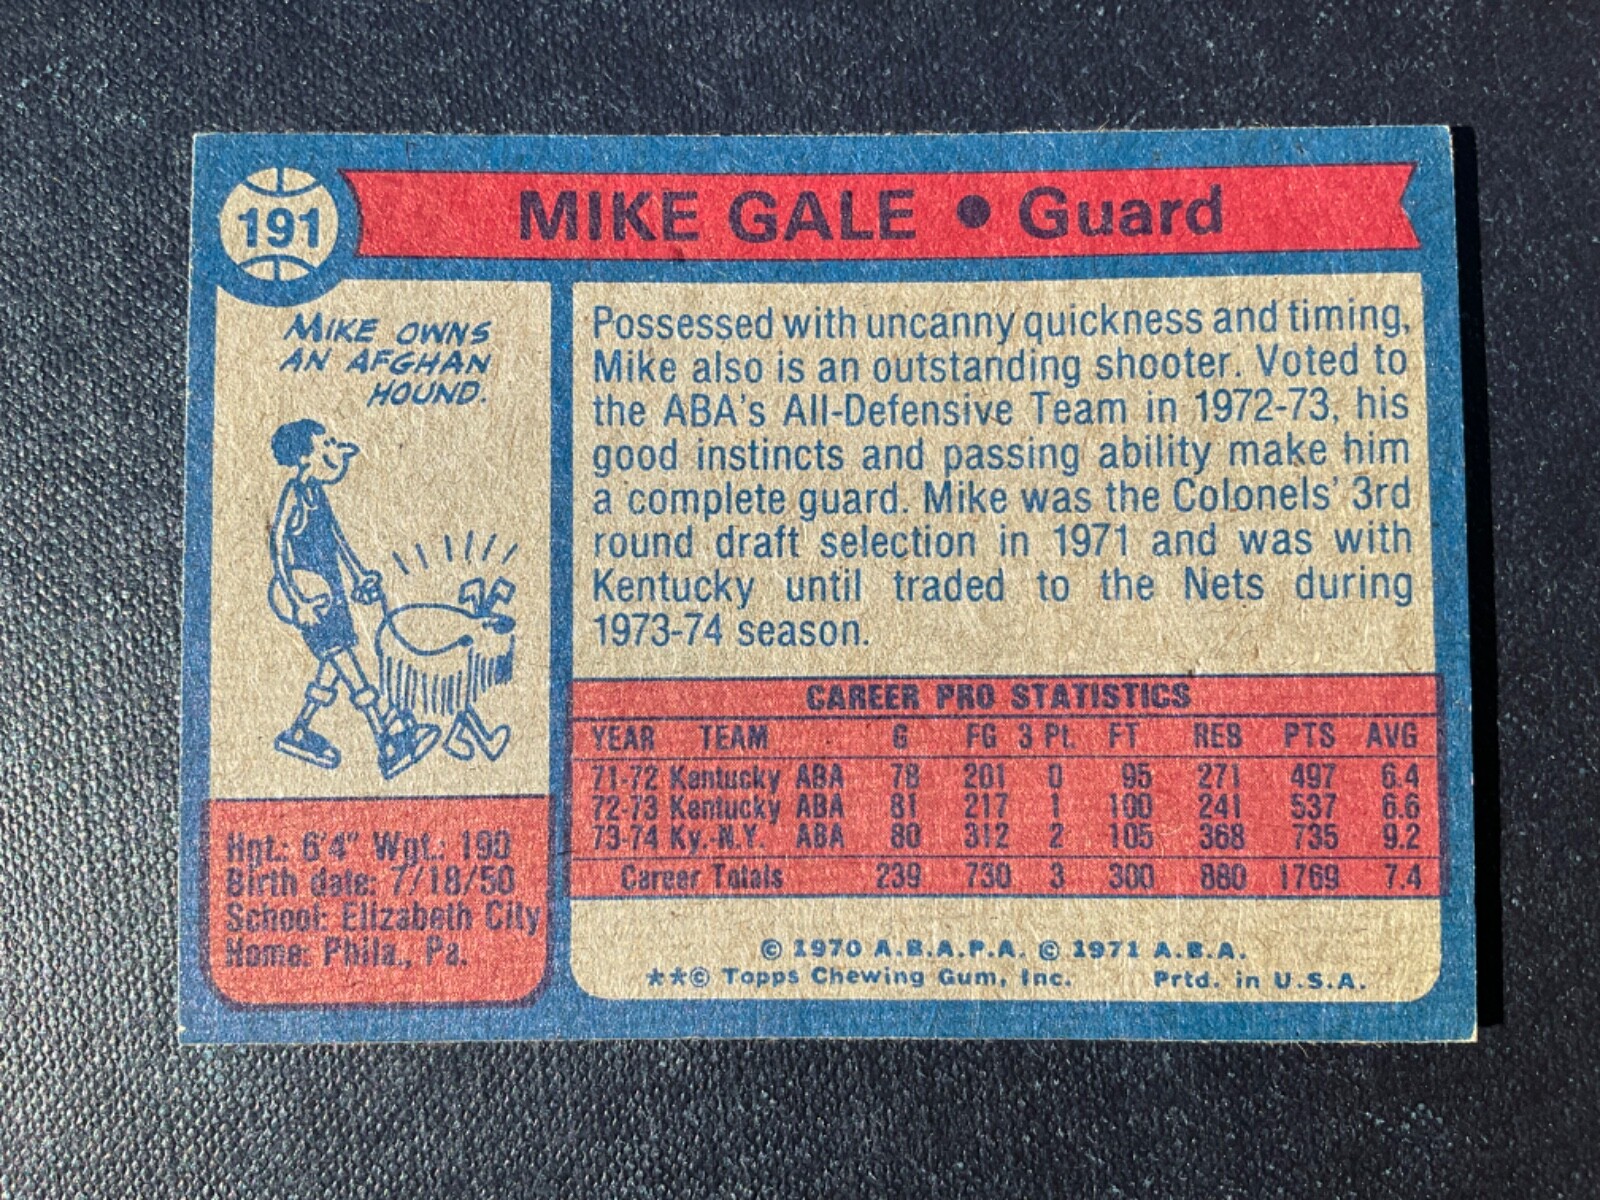 191
MIKE GALE • Guard
MIKE OWNS
AN AFGHAN
HOUND.
Hgt.: 6'4" Wgt.: 190
Birth date: 7/18/50
School: Elizabeth City
Home: Phila., Pa.
Possessed with uncanny quickness and timing,
Mike also is an outstanding shooter. Voted to
the ABA's All-Defensive Team in 1972-73, his
good instincts and passing ability make him
a complete guard. Mike was the Colonels' 3rd
round draft selection in 1971 and was with
Kentucky until traded to the Nets during
1973-74 season.
CAREER PRO STATISTICS
YEAR TEAM G FG 3 Pt. FT REB PTS AVG
71-72 Kentucky ABA 78 201 0 95 271 497 6.4
72-73 Kentucky ABA 81 217 1 100 241 537 6.6
73-74 Ky.-N.Y. ABA 80 312 2 105 368 735 9.2
Career Totals 239 730 3 300 880 1769 7.4
© 1970 A.B.A.P.A. © 1971 A.B.A.
**© Topps Chewing Gum, Inc. Prtd. in U.S.A.